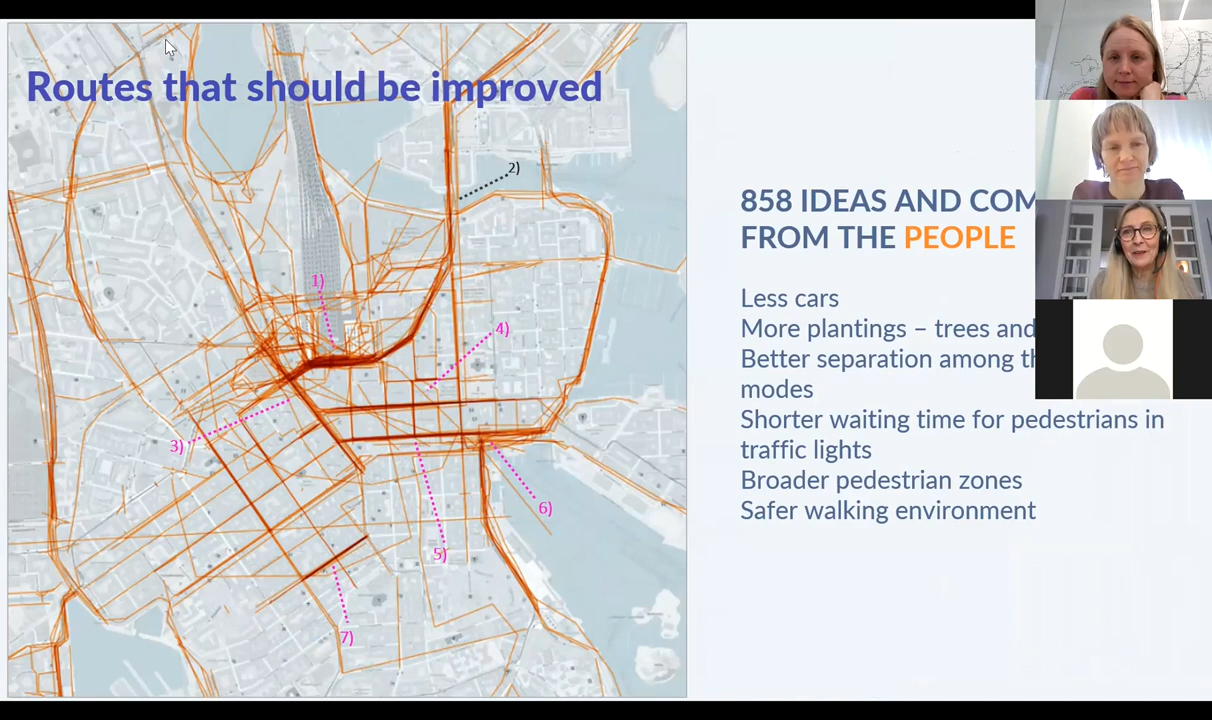 Routes that should be improved
2)
1)
4)
3)
6)
5)
7)
858 IDEAS AND
FROM THE PEOPLE
Less cars
More plantings – trees and
Better separation among
modes
Shorter waiting time for pedestrians in
traffic lights
Broader pedestrian zones
Safer walking environment